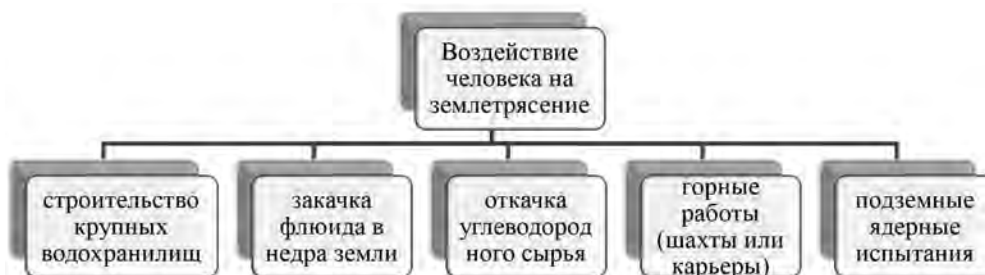 Воздействие
человека на
землетрясение
строительство
крупных
водохранилищ
закачка
флюида в
недра земли
откачка
углеводород
ного сырья
горные
работы
(шахты или
карьеры)
подземные
ядерные
испытания